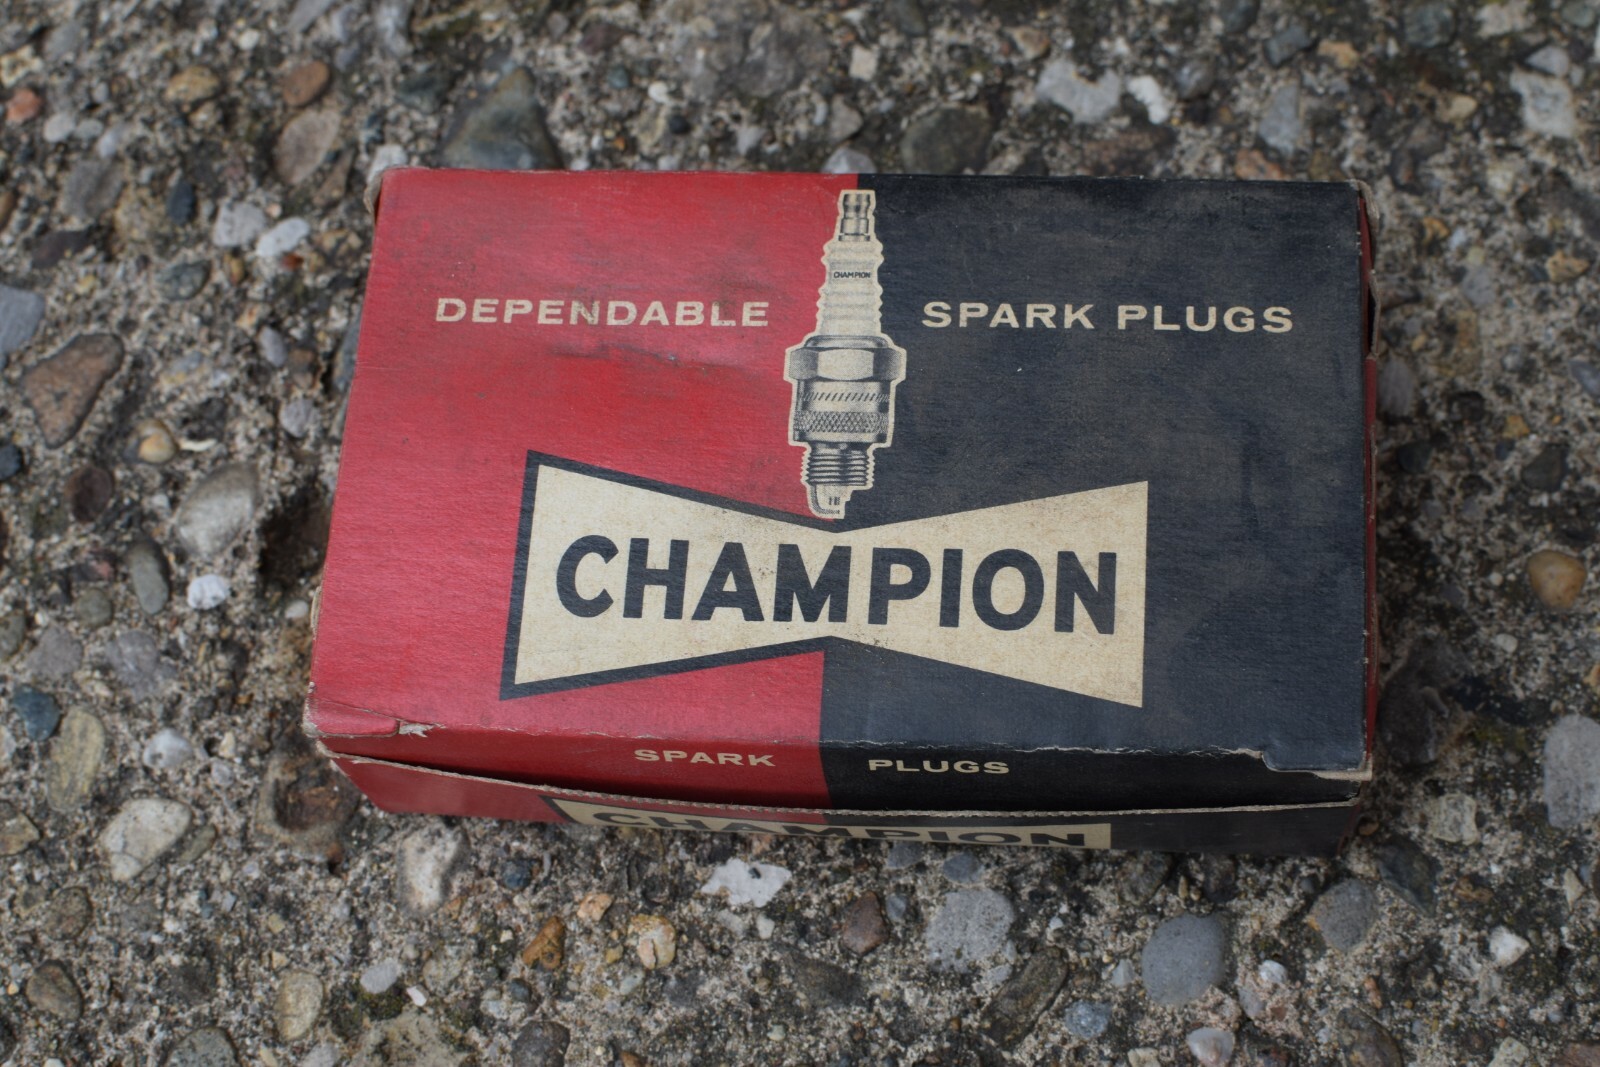 CHAMPION
DEPENDABLE SPARK PLUGS
CHAMPION
SPARK PLUGS
CHAMPION